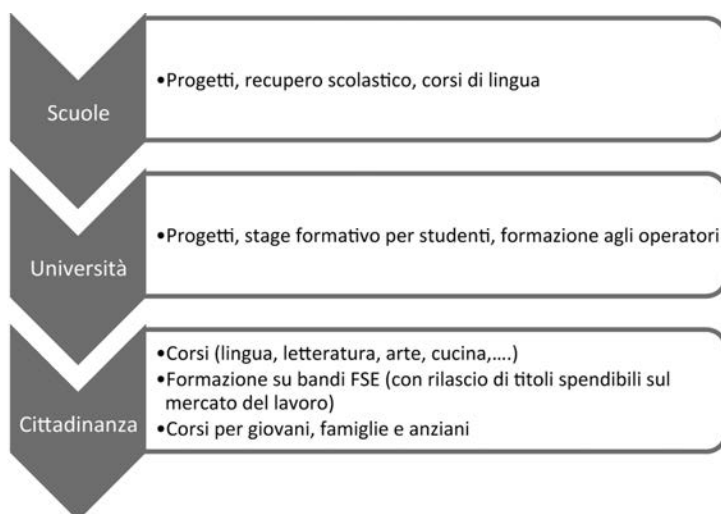 Scuole
•Progetti, recupero scolastico, corsi di lingua
Università
•Progetti, stage formativo per studenti, formazione agli operatori
Cittadinanza
•Corsi (lingua, letteratura, arte, cucina,....)
•Formazione su bandi FSE (con rilascio di titoli spendibili sul
mercato del lavoro)
•Corsi per giovani, famiglie e anziani